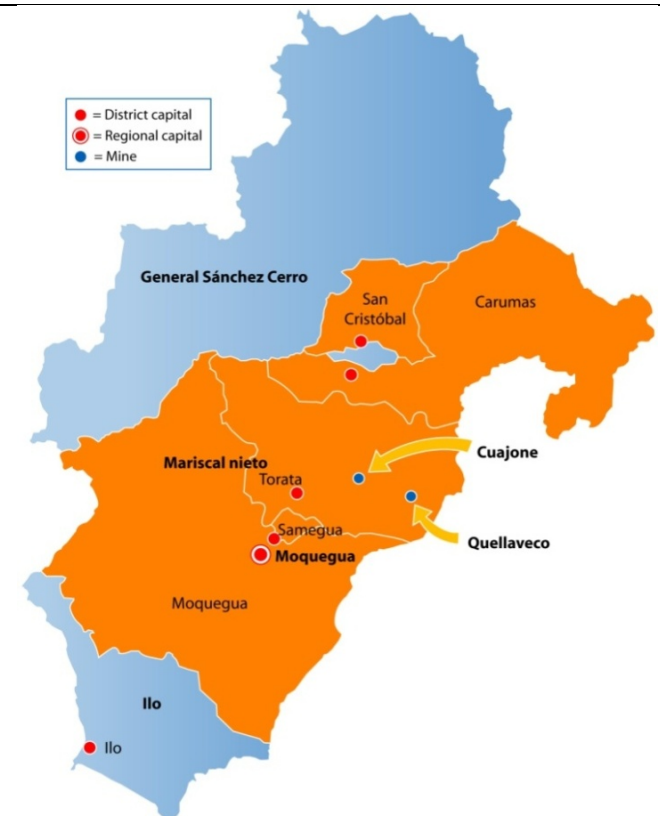 = District capital
= Regional capital
= Mine
General Sánchez Cerro
San
Cristóbal
Carumas
Mariscal nieto
Cuajone
Torata
Samegua
Quellaveco
Moquegua
Moquegua
Ilo
Ilo